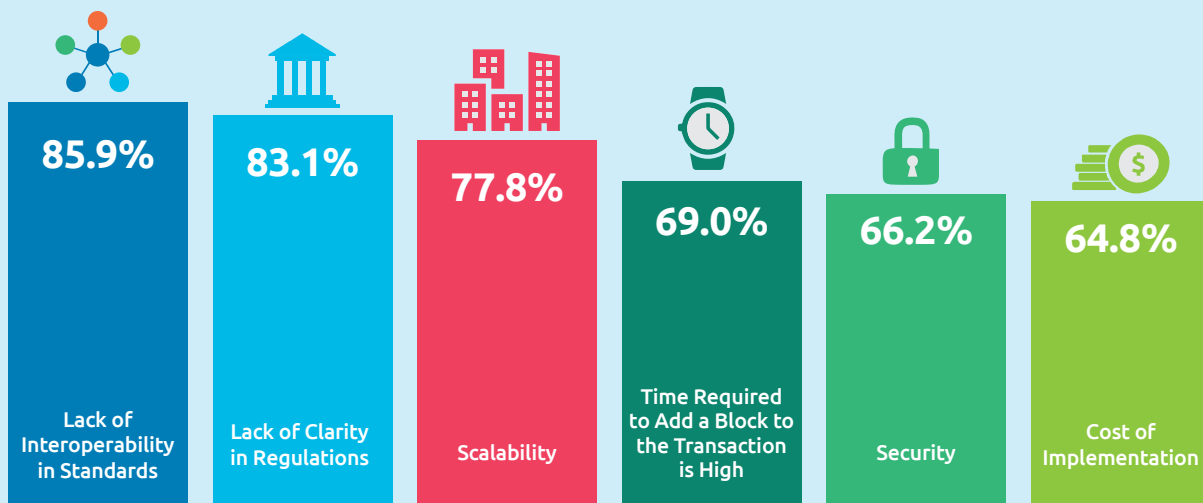 85.9%
Lack of
Interoperability
in Standards
83.1%
Lack of Clarity
in Regulations
77.8%
Scalability
69.0%
Time Required
to Add a Block to
the Transaction
is High
66.2%
Security
$
64.8%
Cost of
Implementation